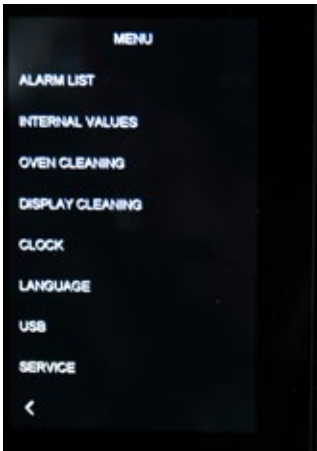 MENU
ALARM LIST
INTERNAL VALUES
OVEN CLEANING
DISPLAY CLEANING
CLOCK
LANGUAGE
USB
SERVICE